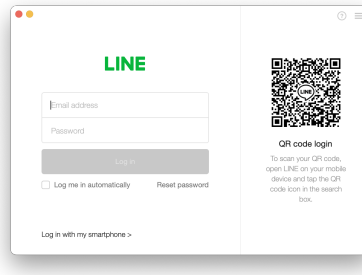 LINE
Email address
Password
Log in
Log me in automatically
Reset password
Log in with my smartphone >
LINE
QR code login
To scan your QR code,
open LINE on your mobile
device and tap the QR
code icon in the search
box.